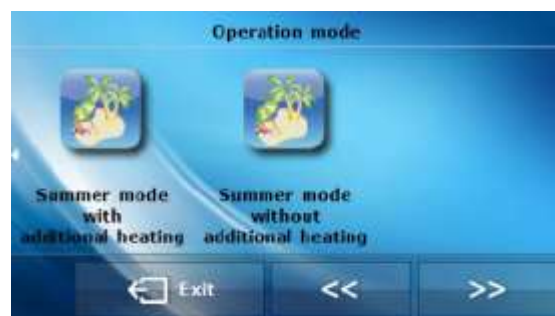 Operation mode
Summer mode
with
additional heating
Summer mode
without
additional heating
Exit
<<
>>